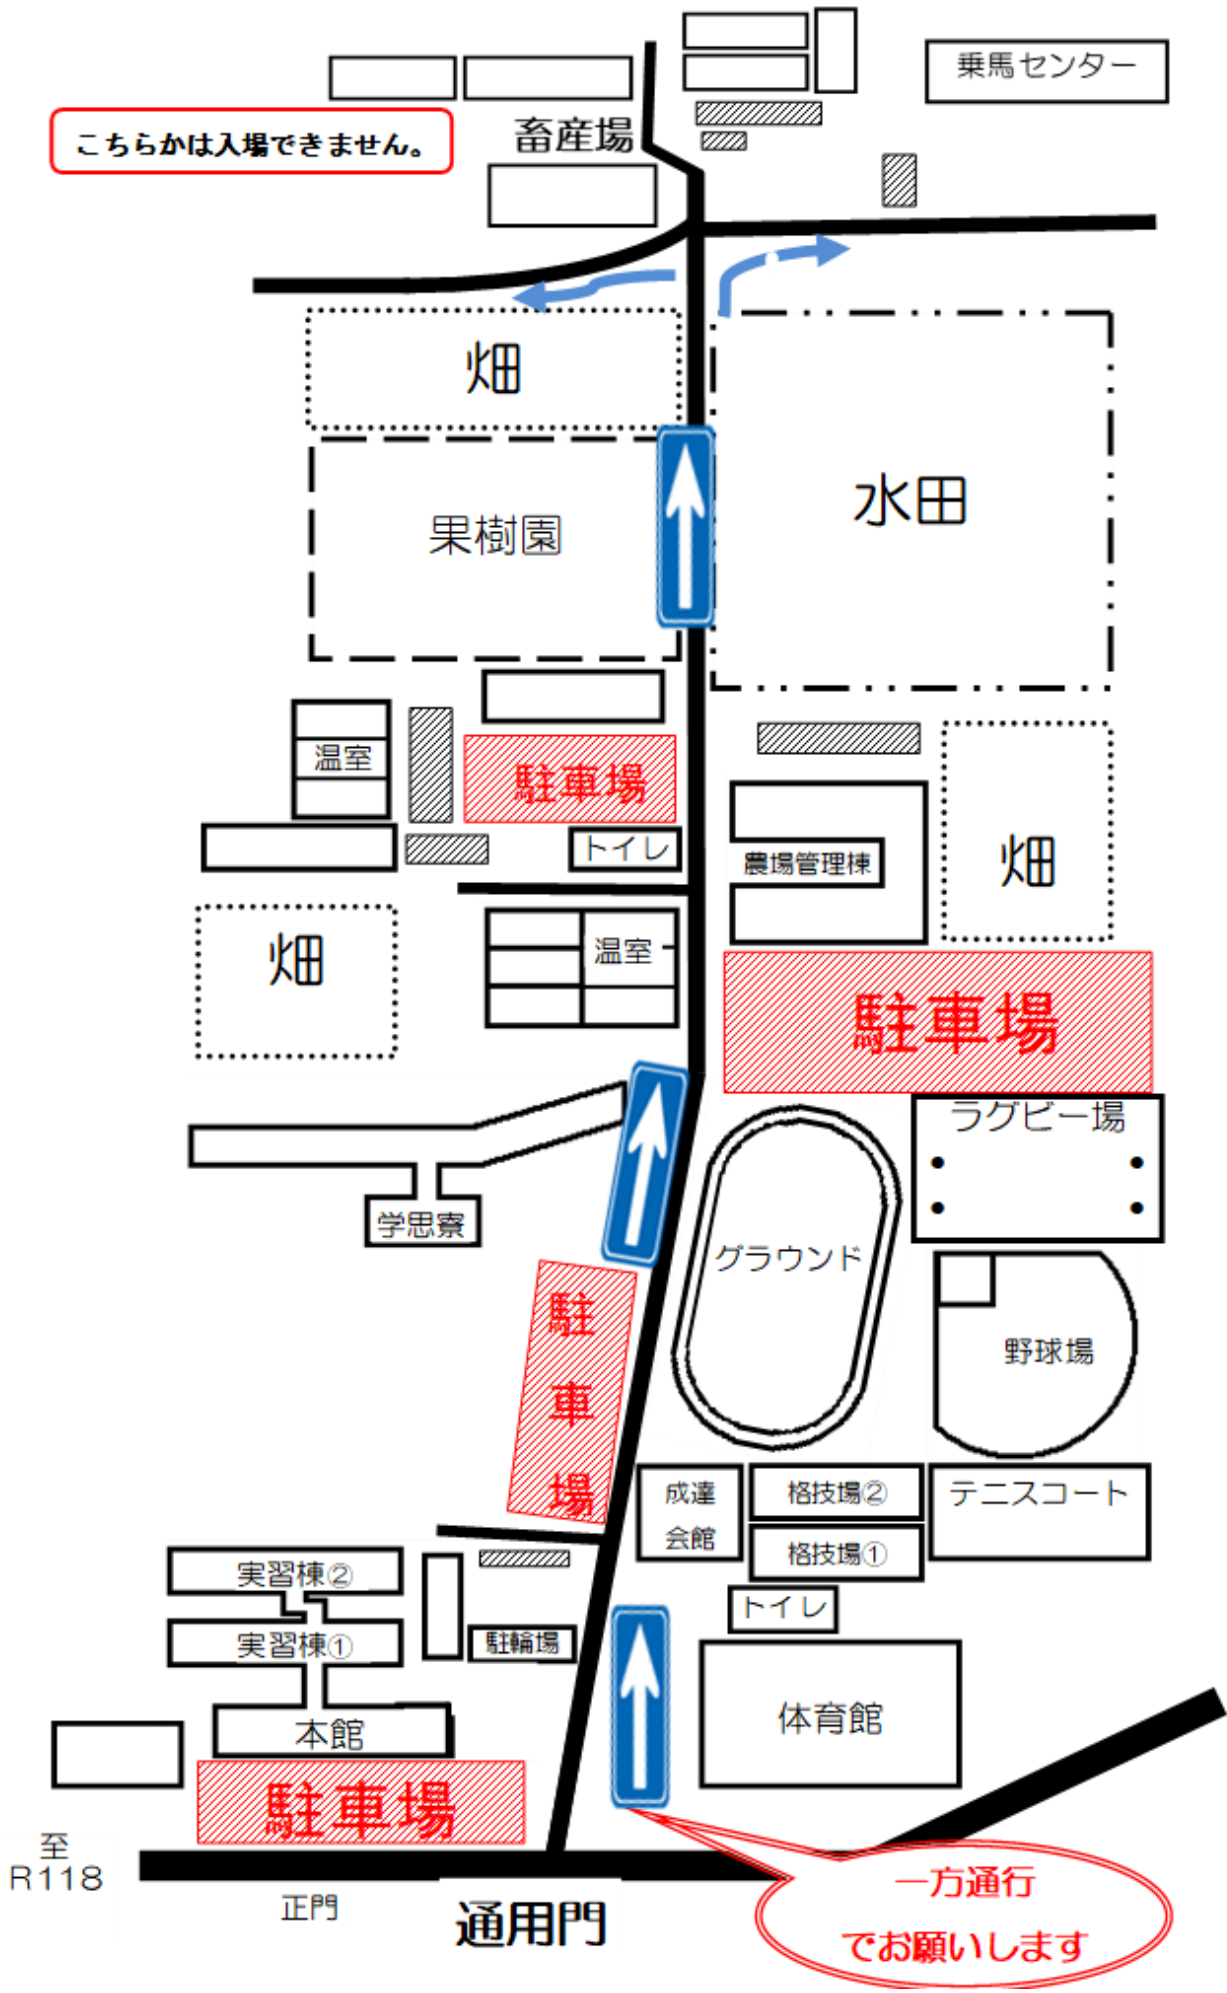 乗馬センター
こちらかは入場できません。
畜産場
畑
水田
果樹園
温室
駐車場
トイレ
農場管理棟
畑
畑
温室
駐車場
ラグビー場
学思寮
グラウンド
駐
車
場
野球場
成達
会館
格技場②
テニスコート
格技場①
実習棟②
トイレ
実習棟①
駐輪場
体育館
本館
駐車場
至
R118
一方通行
でお願いします
正門
通用門